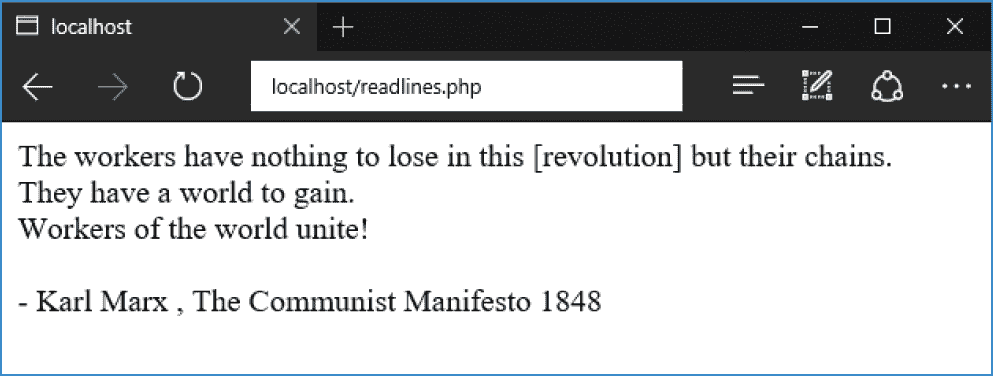 localhost
localhost/readlines.php
The workers have nothing to lose in this [revolution] but their chains.
They have a world to gain.
Workers of the world unite!
- Karl Marx , The Communist Manifesto 1848